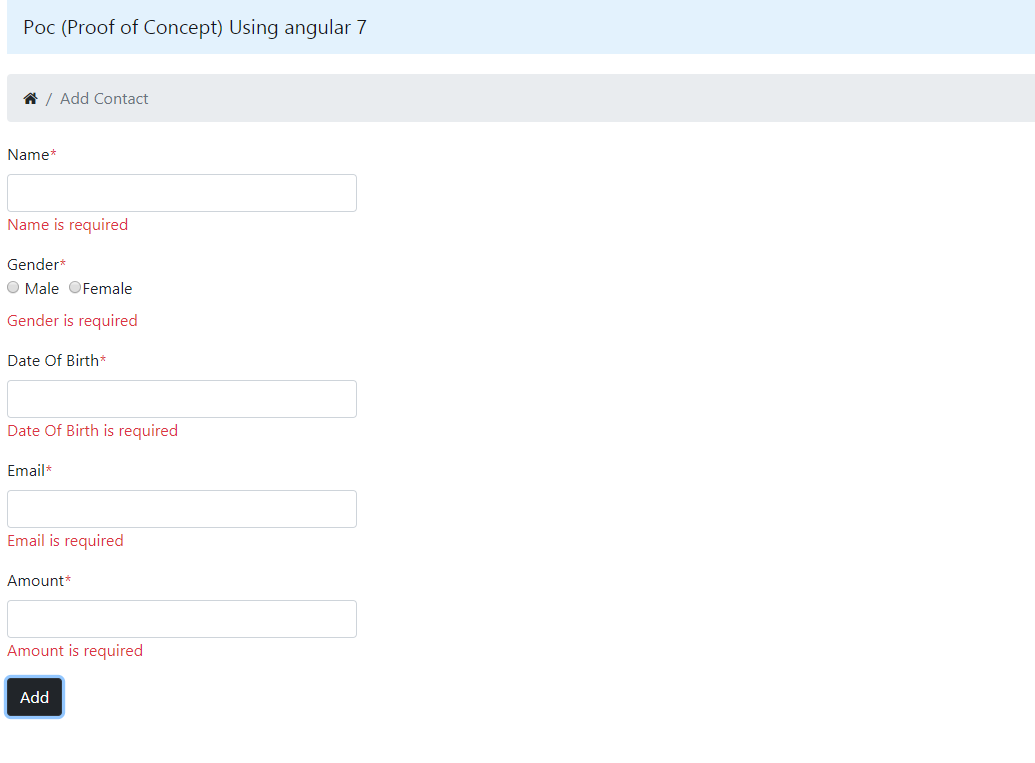 Poc (Proof of Concept) Using angular 7
/ Add Contact
Name*
Name is required
Gender*
Male Female
Gender is required
Date Of Birth*
Date Of Birth is required
Email*
Email is required
Amount*
Amount is required
Add